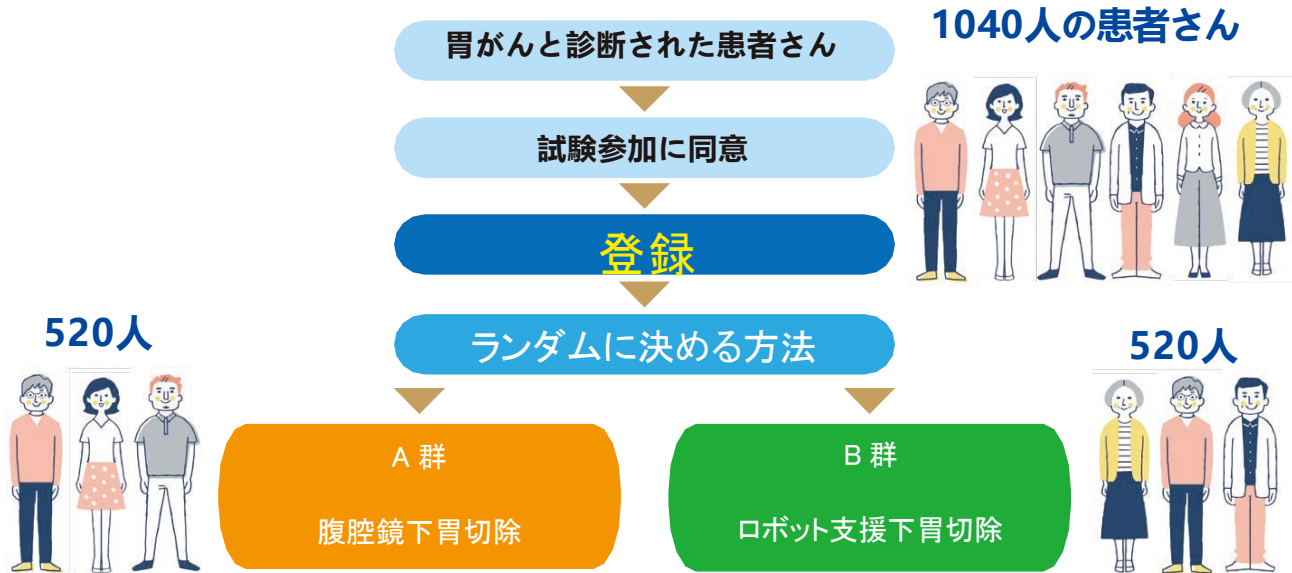 1040人の患者さん
胃がんと診断された患者さん
試験参加に同意
登録
ランダムに決める方法
520人
520人
A 群
腹腔鏡下胃切除
B 群
ロボット支援下胃切除